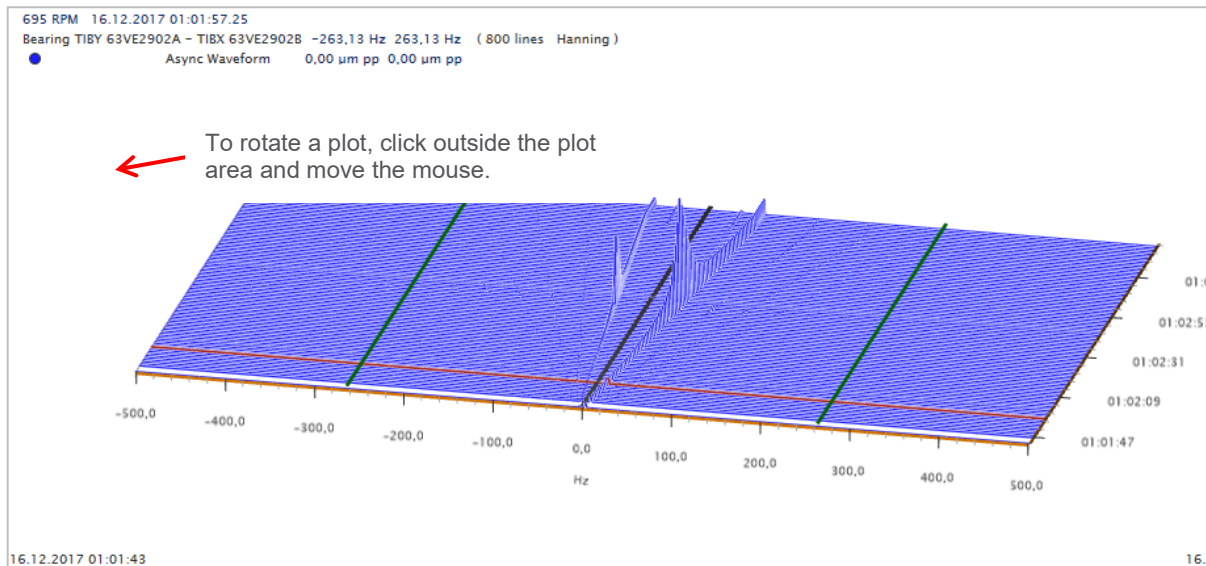 695 RPM 16.12.2017 01:01:57.25
Bearing TIBY 63VE2902A – TIBX 63VE2902B -263,13 Hz 263,13 Hz ( 800 lines Hanning )
Async Waveform 0,00 µm pp 0,00 µm pp
To rotate a plot, click outside the plot
area and move the mouse.
01:02:31
01:02:09
01:01:47
-500,0 -400,0 -300,0 -200,0 -100,0 0,0 100,0 200,0 300,0 400,0 500,0
Hz
16.12.2017 01:01:43
16.